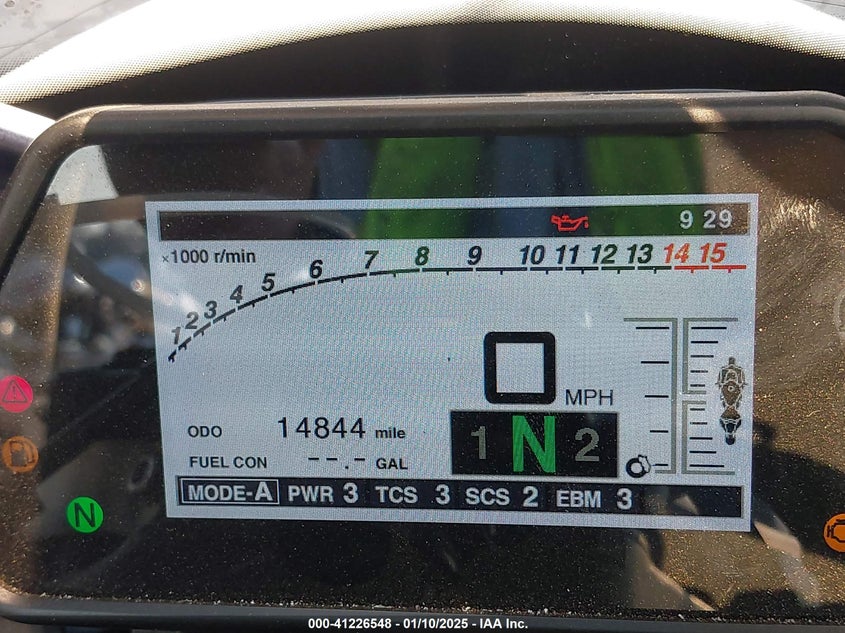 9 29
×1000 r/min
1 2 3 4 5 6 7 8 9 10 11 12 13 14 15
0 MPH
ODO 14844 mile
1 N 2
FUEL CON --.- GAL
MODE-A PWR 3 TCS 3 SCS 2 EBM 3
N
000-41226548 - 01/10/2025 - IAA Inc.